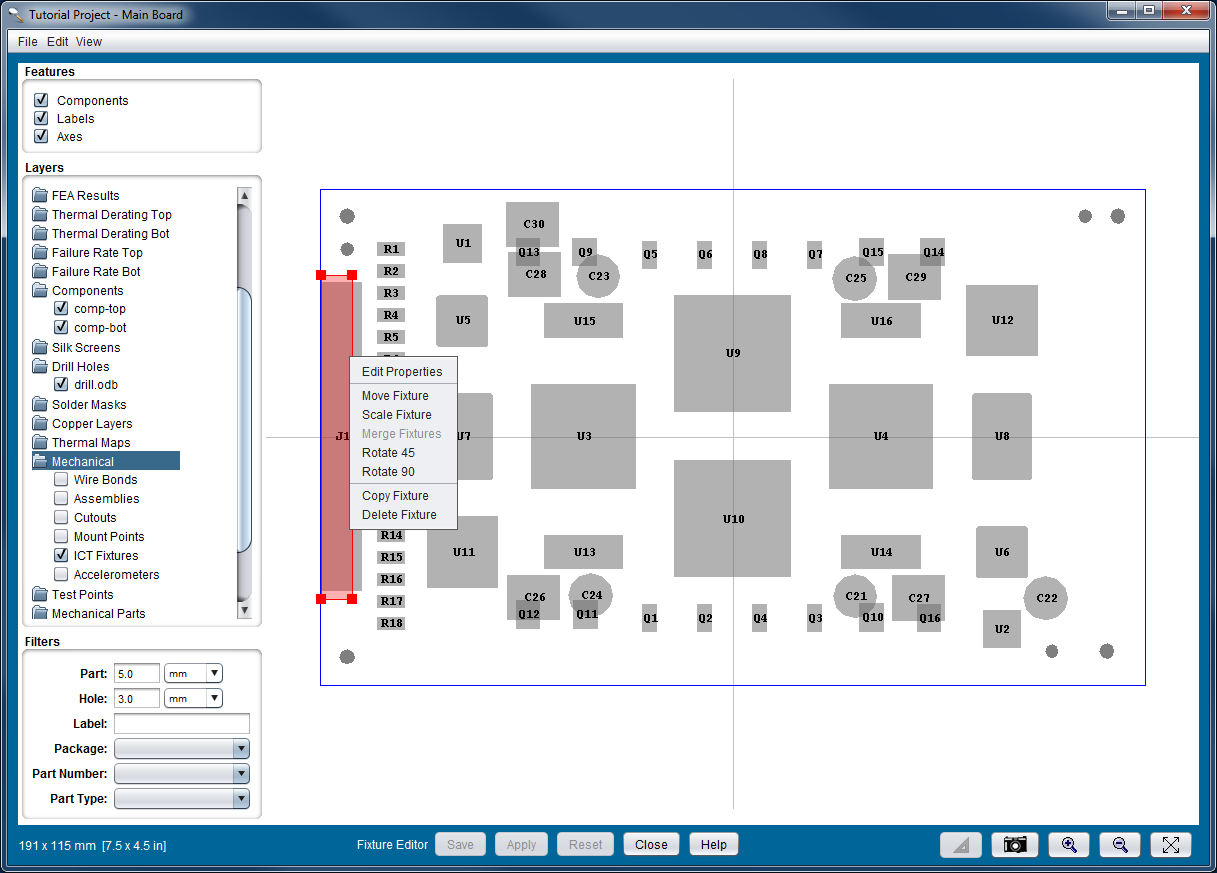 Tutorial Project - Main Board
File Edit View
Features
Components
Labels
Axes
Layers
FEA Results
Thermal Derating Top
Thermal Derating Bot
Failure Rate Top
Failure Rate Bot
Components
comp-top
comp-bot
Silk Screens
Drill Holes
drill.odb
Solder Masks
Copper Layers
Thermal Maps
Mechanical
Wire Bonds
Assemblies
Cutouts
Mount Points
ICT Fixtures
Accelerometers
Test Points
Mechanical Parts
Filters
Part: 5.0 mm
Hole: 3.0 mm
Label:
Package:
Part Number:
Part Type:
C30
R1 U1 Q13 Q9 Q5 Q6 Q8 Q7 Q15 Q14
R2 C28 C23 C25 C29
R3
R4 U5 U15 U16 U12
R5
U9
J1 U7 U3 U4 U8
Edit Properties
Move Fixture
Scale Fixture
Merge Fixtures
Rotate 45
Rotate 90
Copy Fixture
Delete Fixture
U10
R14
R15 U11 U13 U14 U6
R16
R17 C26 C24 C21 C27 C22
R18 Q12 Q11 Q1 Q2 Q4 Q3 Q10 Q16 U2
191 x 115 mm [7.5 x 4.5 in]
Fixture Editor Save Apply Reset Close Help